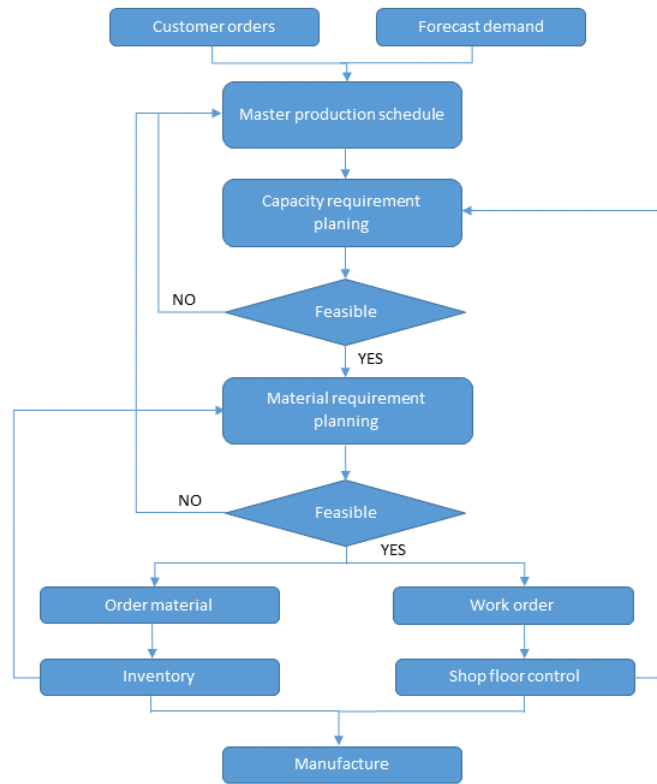 Customer orders
Forecast demand
Master production schedule
Capacity requirement
planing
Feasible
NO
YES
Material requirement
planning
Feasible
NO
YES
Order material
Work order
Inventory
Shop floor control
Manufacture